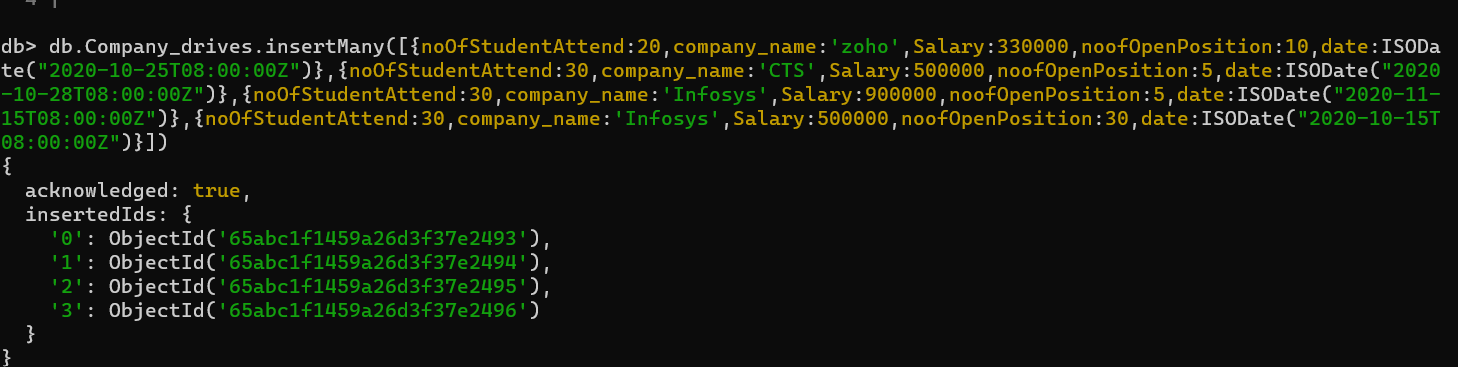 db> db.Company_drives.insertMany([{noOfStudentAttend:20,company_name:'zoho',Salary:330000,noofOpenPosition:10,date:ISODa
te("2020-10-25T08:00:00Z")},{noOfStudentAttend:30,company_name:'CTS',Salary:500000,noofOpenPosition:5,date:ISODate("2020
-10-28T08:00:00Z")},{noOfStudentAttend:30,company_name:'Infosys',Salary:900000,noofOpenPosition:5,date:ISODate("2020-11-
15T08:00:00Z")},{noOfStudentAttend:30,company_name:'Infosys',Salary:500000,noofOpenPosition:30,date:ISODate("2020-10-15T
08:00:00Z")}])
{
  acknowledged: true,
  insertedIds: {
    '0': ObjectId('65abc1f1459a26d3f37e2493'),
    '1': ObjectId('65abc1f1459a26d3f37e2494'),
    '2': ObjectId('65abc1f1459a26d3f37e2495'),
    '3': ObjectId('65abc1f1459a26d3f37e2496')
  }
}